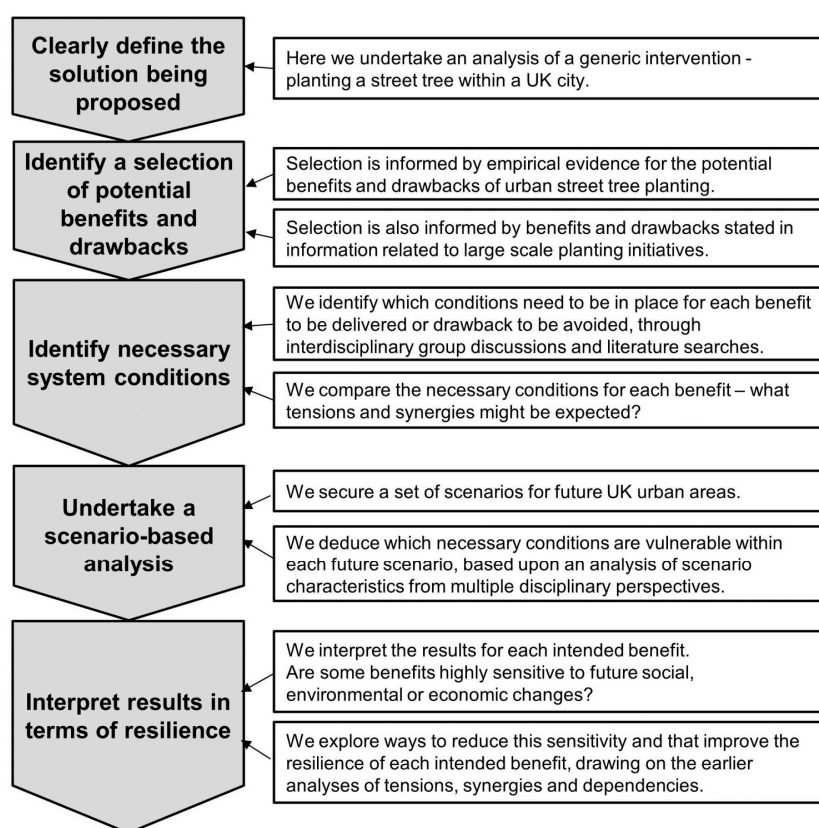 Clearly define the
solution being
proposed
Here we undertake an analysis of a generic intervention -
planting a street tree within a UK city.
Identify a selection
of potential
benefits and
drawbacks
Selection is informed by empirical evidence for the potential
benefits and drawbacks of urban street tree planting.
Selection is also informed by benefits and drawbacks stated in
information related to large scale planting initiatives.
Identify necessary
system conditions
We identify which conditions need to be in place for each benefit
to be delivered or drawback to be avoided, through
interdisciplinary group discussions and literature searches.
We compare the necessary conditions for each benefit – what
tensions and synergies might be expected?
Undertake a
scenario-based
analysis
We secure a set of scenarios for future UK urban areas.
We deduce which necessary conditions are vulnerable within
each future scenario, based upon an analysis of scenario
characteristics from multiple disciplinary perspectives.
Interpret results in
terms of resilience
We interpret the results for each intended benefit.
Are some benefits highly sensitive to future social,
environmental or economic changes?
We explore ways to reduce this sensitivity and that improve the
resilience of each intended benefit, drawing on the earlier
analyses of tensions, synergies and dependencies.